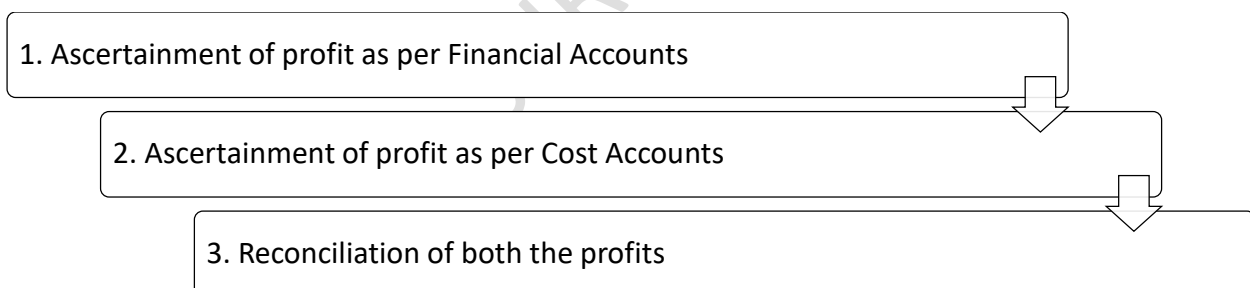 1. Ascertainment of profit as per Financial Accounts
2. Ascertainment of profit as per Cost Accounts
3. Reconciliation of both the profits